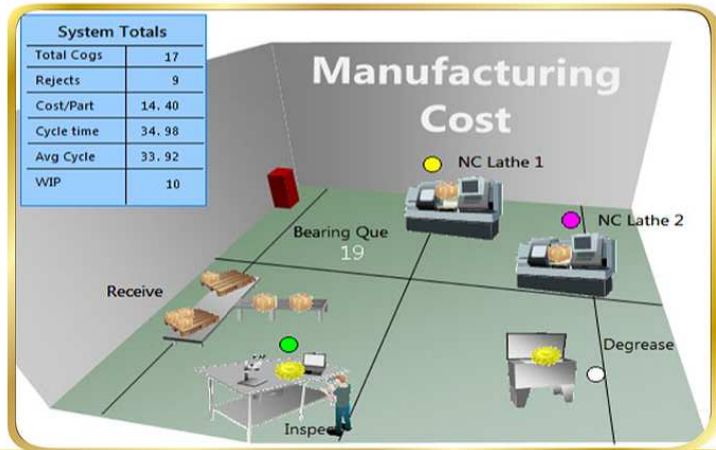 System Totals
Total Cogs 17
Rejects 9
Cost/Part 14. 40
Cycle time 34. 98
Avg Cycle 33. 92
WIP 10
Manufacturing
Cost
NC Lathe 1
NC Lathe 2
Bearing Que
19
Receive
Degrease
Inspec